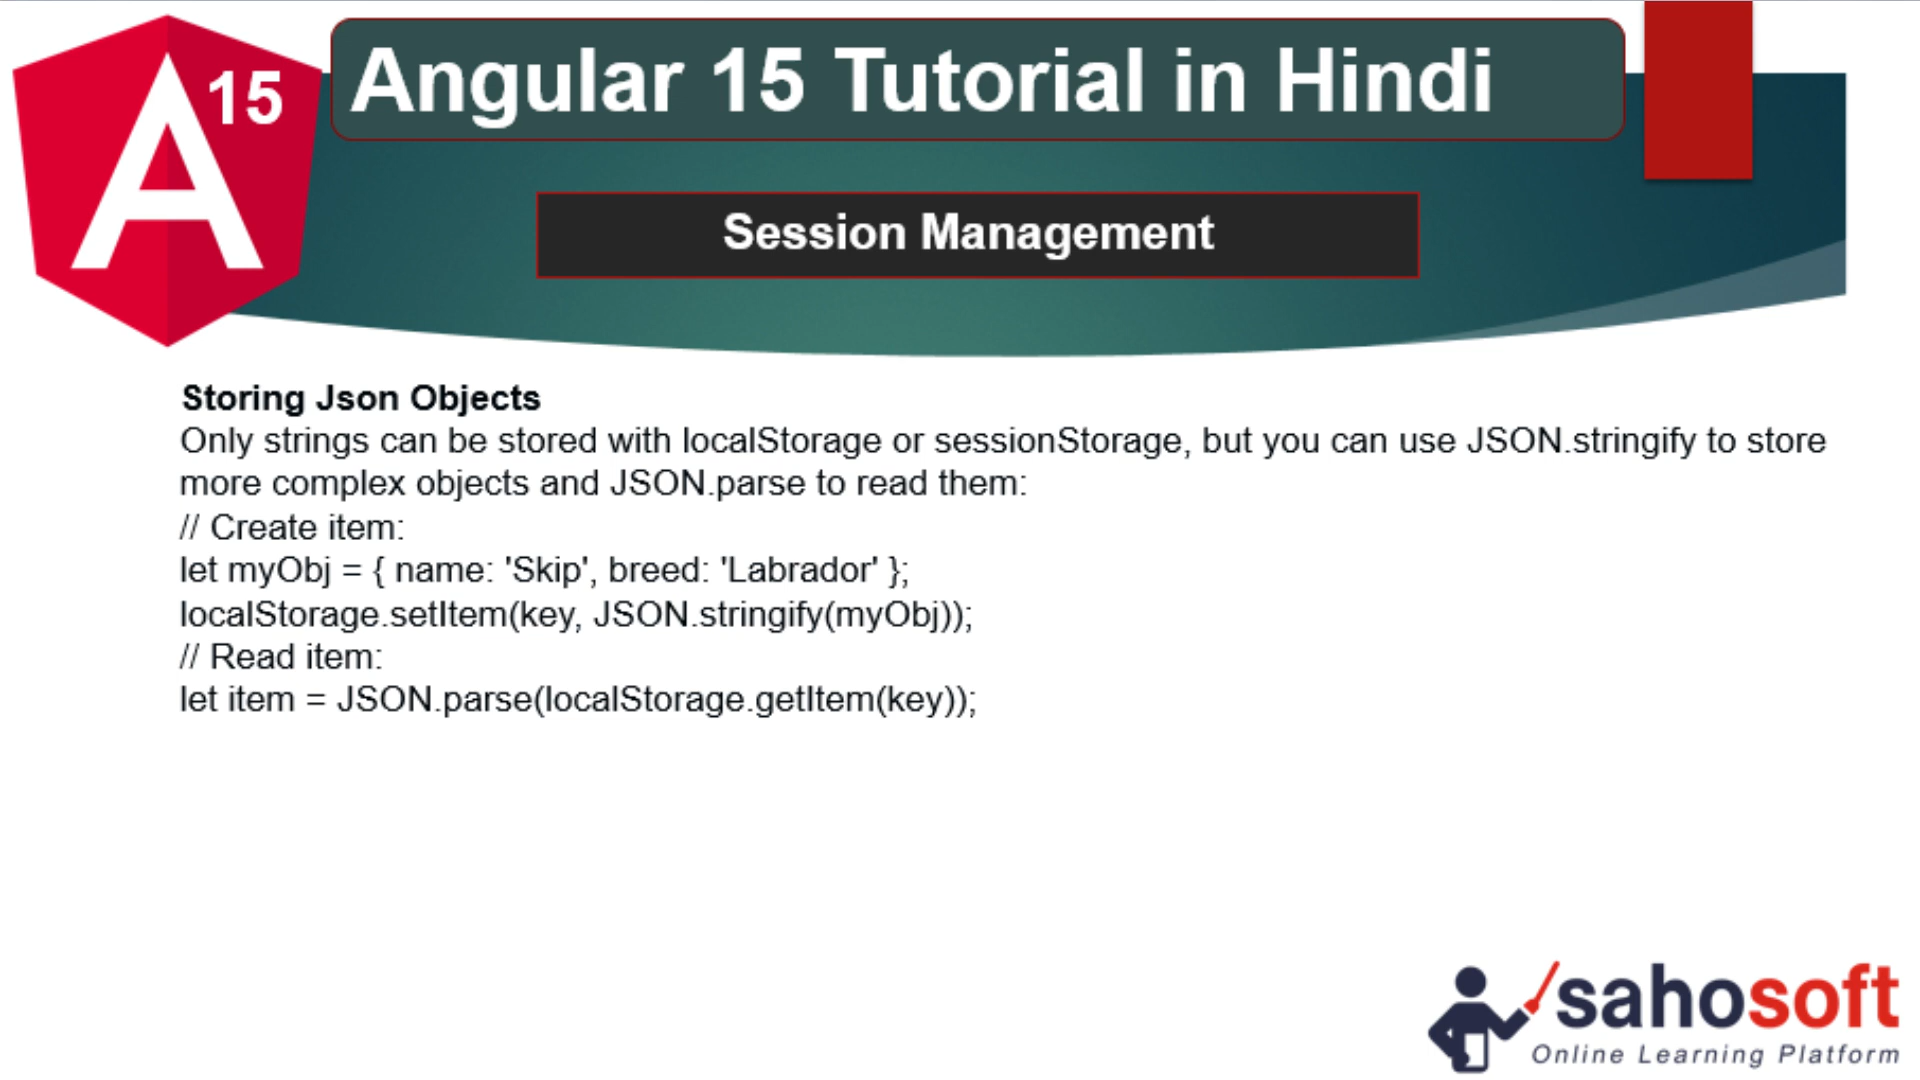 15
Angular 15 Tutorial in Hindi
Session Management
Storing Json Objects
Only strings can be stored with localStorage or sessionStorage, but you can use JSON.stringify to store
more complex objects and JSON.parse to read them:
// Create item:
let myObj = { name: 'Skip', breed: 'Labrador' };
localStorage.setItem(key, JSON.stringify(myObj));
// Read item:
let item = JSON.parse(localStorage.getItem(key));
sahosoft
Online Learning Platform